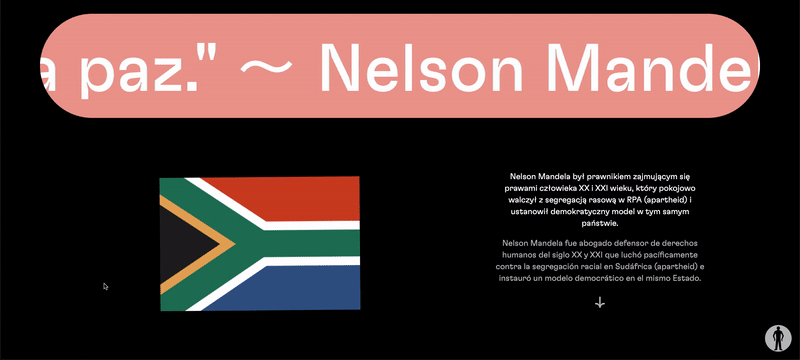 a paz." ~ Nelson Mande
Nelson Mandela był prawnikiem zajmującym się
prawami człowieka XX i XXI wieku, który pokojowo
walczył z segregacją rasową w RPA (apartheid) i
ustanowił demokratyczny model w tym samym
państwie.
Nelson Mandela fue abogado defensor de derechos
humanos del siglo XX y XXI que luchó pacíficamente
contra la segregación racial en Sudáfrica (apartheid) e
instauró un modelo democrático en el mismo Estado.